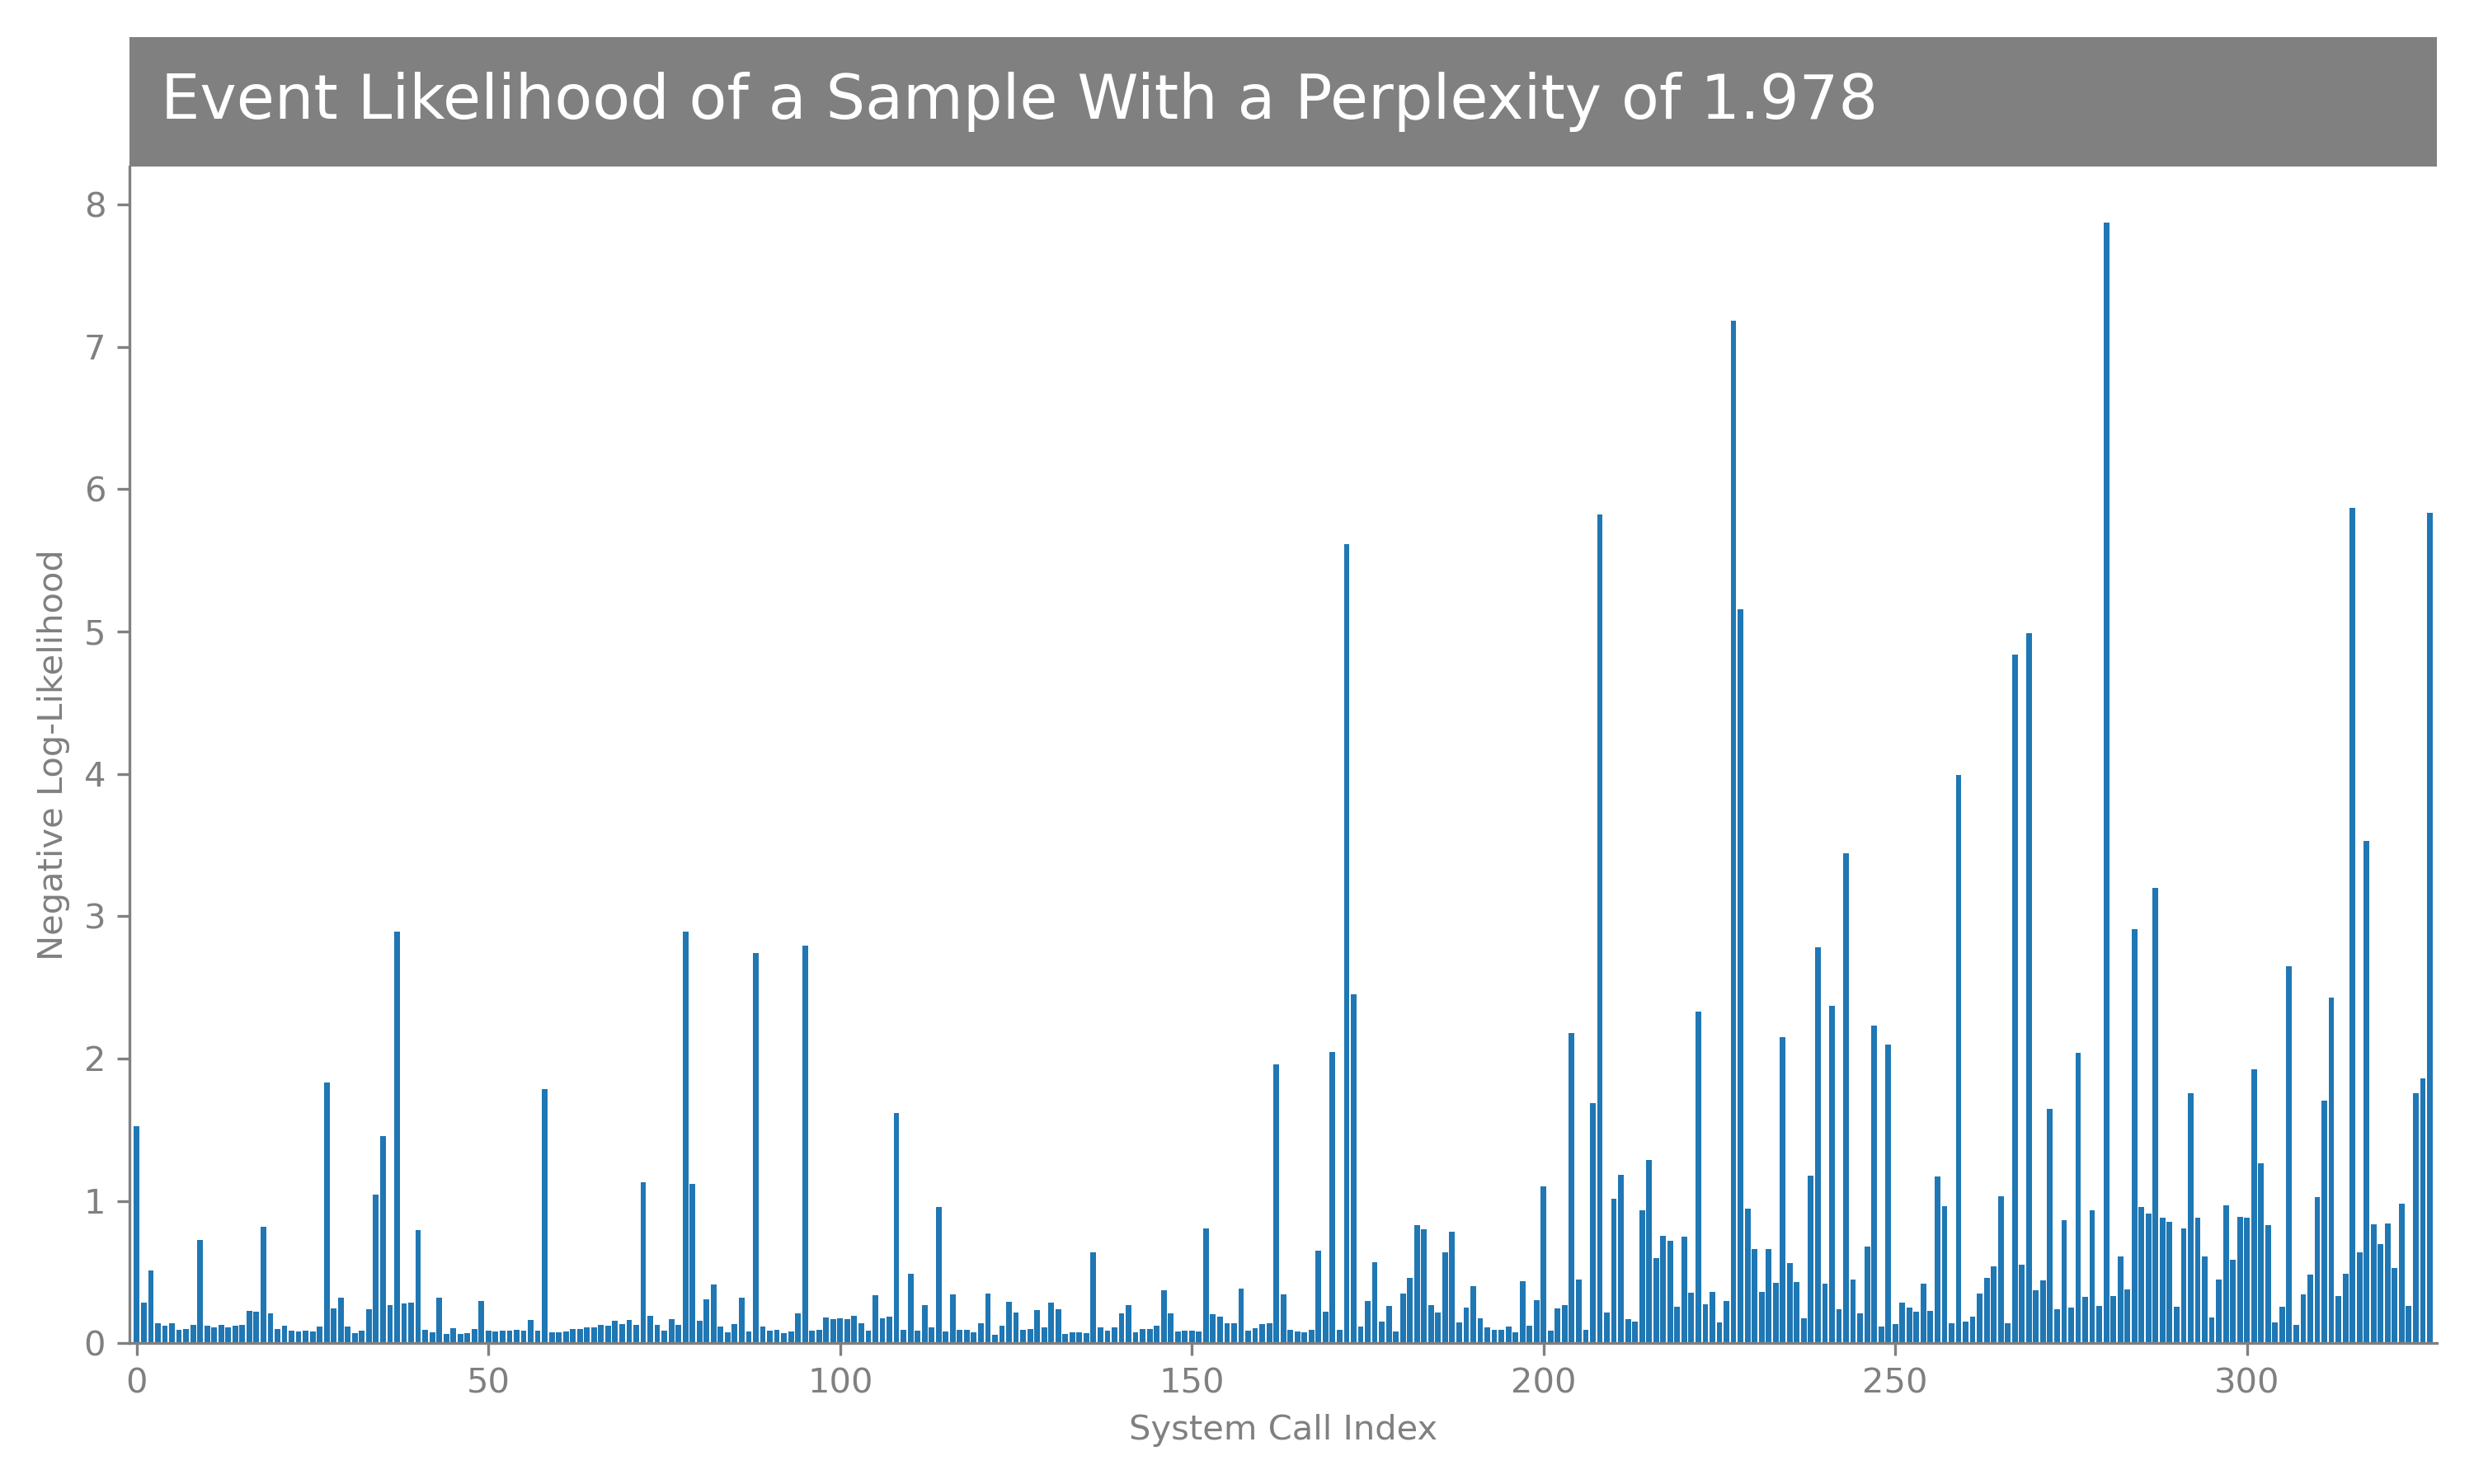 Event Likelihood of a Sample With a Perplexity of 1.978
8
7
6
5
4
3
2
1
0
Negative Log-Likelihood
0 50 100 150 200 250 300
System Call Index